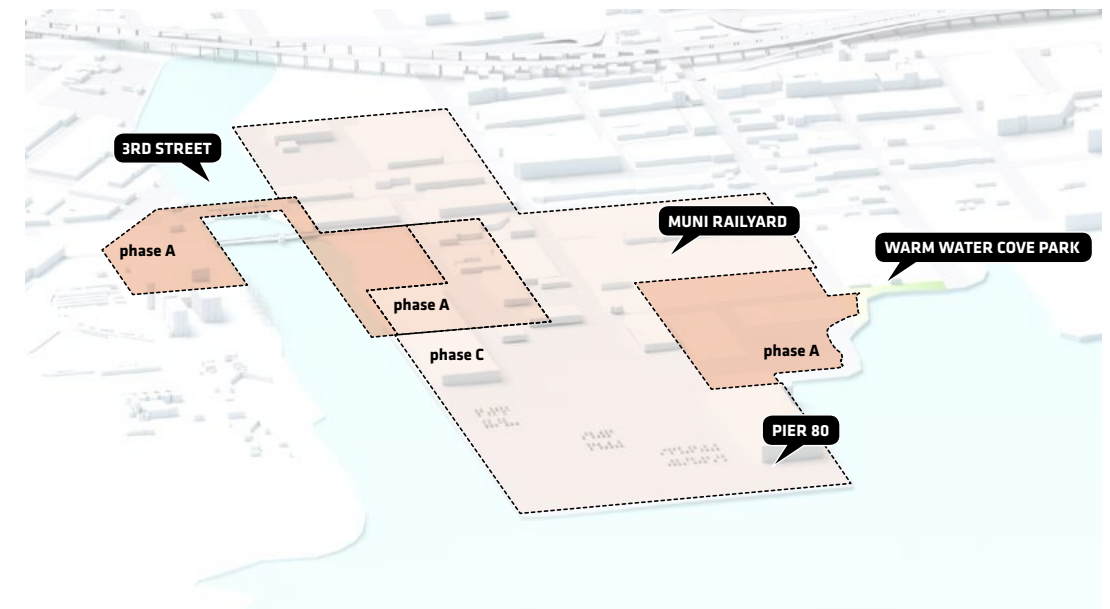 3RD STREET
MUNI RAILYARD
WARM WATER COVE PARK
phase A
phase A
phase C
phase A
PIER 80